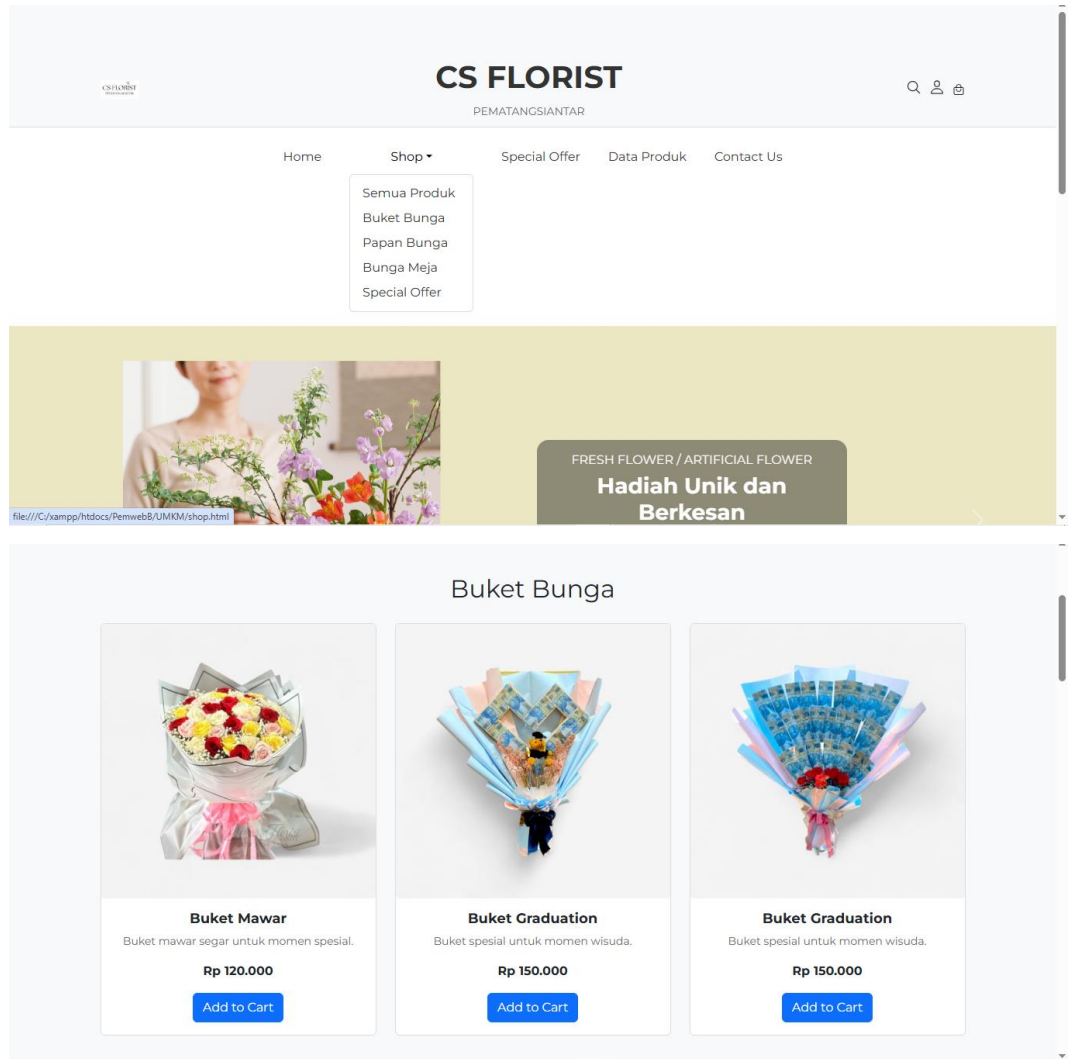 CS FLORIST
CS FLORIST
PEMATANGSIANTAR
Home Shop Special Offer Data Produk Contact Us
Semua Produk
Buket Bunga
Papan Bunga
Bunga Meja
Special Offer
FRESH FLOWER / ARTIFICIAL FLOWER
Hadiah Unik dan
Berkesan
file:///C:/xampp/htdocs/PemwebB/UMKM/shop.html
Buket Bunga
Buket Mawar
Buket mawar segar untuk momen spesial.
Rp 120.000
Add to Cart
Buket Graduation
Buket spesial untuk momen wisuda.
Rp 150.000
Add to Cart
Buket Graduation
Buket spesial untuk momen wisuda.
Rp 150.000
Add to Cart